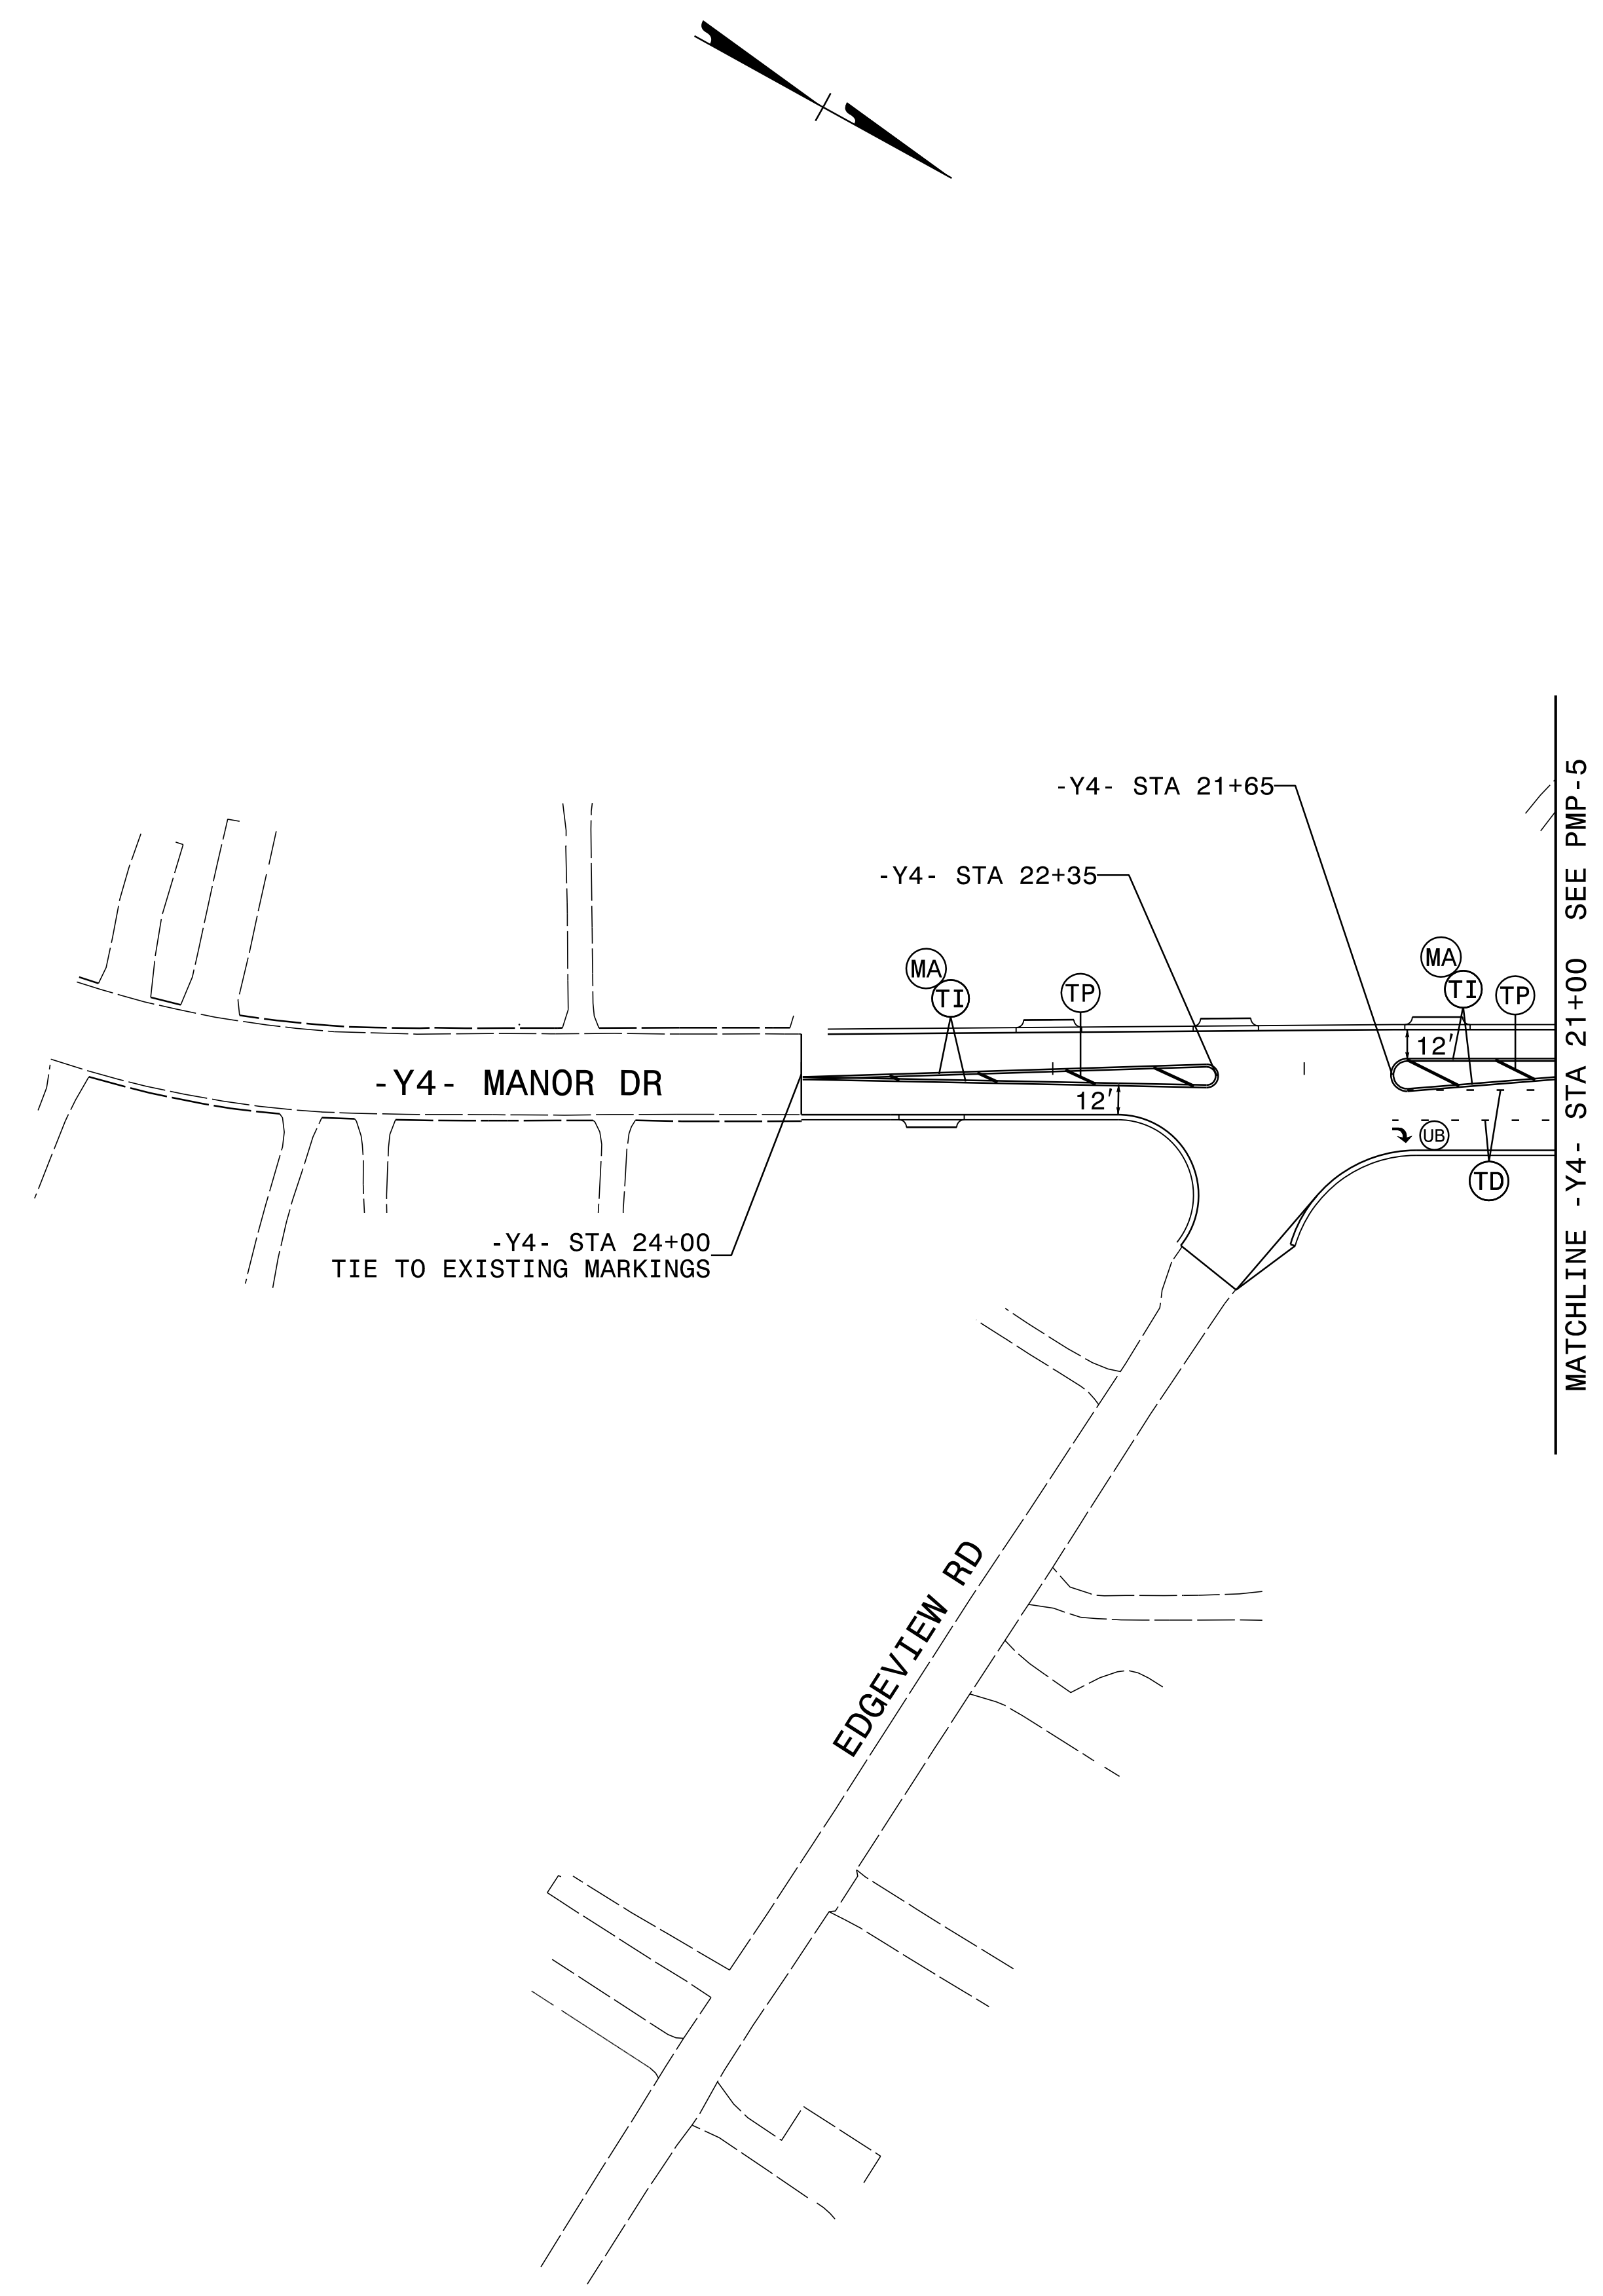 -Y4- STA 21+65
-Y4- STA 22+35
MA
TI
TP
MA
TI
TP
12'
-Y4- MANOR DR
12'
UB
TD
-Y4- STA 24+00
TIE TO EXISTING MARKINGS
MATCHLINE -Y4- STA 21+00 SEE PMP-5
EDGEVIEW RD